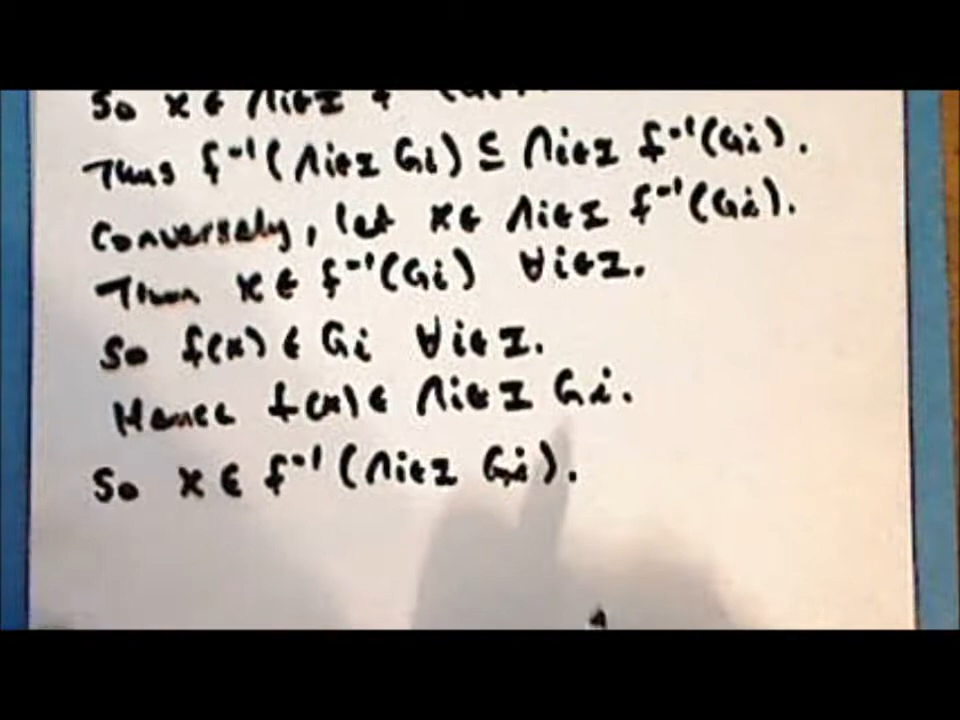 So x ∈ ∩i∈I f
Thus f⁻¹(∩i∈I Gi) ⊆ ∩i∈I f⁻¹(Gi).
Conversely, let x ∈ ∩i∈I f⁻¹(Gi).
Then x ∈ f⁻¹(Gi) ∀i∈I.
So f(x) ∈ Gi ∀i∈I.
Hence f(x) ∈ ∩i∈I Gi.
So x ∈ f⁻¹(∩i∈I Gi).